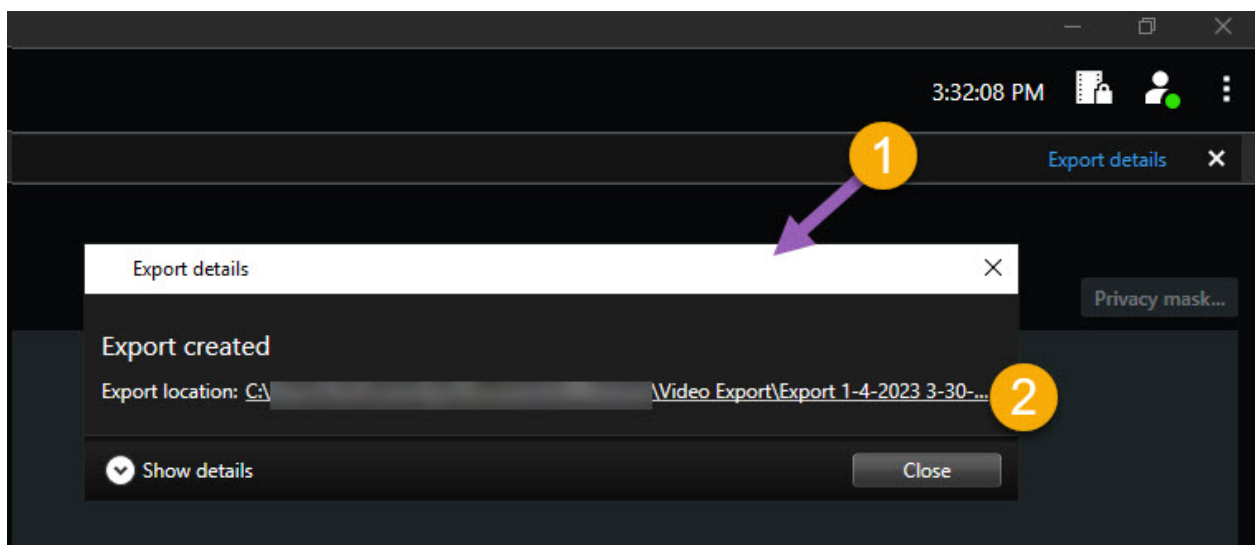 3:32:08 PM
1
Export details
Export details
Privacy mask...
Export created
Export location: C:\ \Video Export\Export 1-4-2023 3-30-...
2
Show details
Close